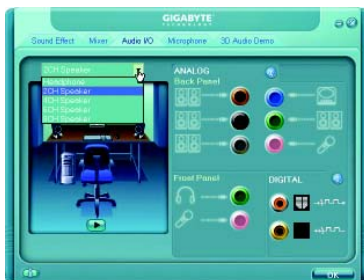 GIGABYTE
TECHNOLOGY
Sound Effect Mixer Audio I/O Microphone 3D Audio Demo
2CH Speaker
Headphone
2CH Speaker
4CH Speaker
6CH Speaker
8CH Speaker
ANALOG
Back Panel
Front Panel
DIGITAL
OK